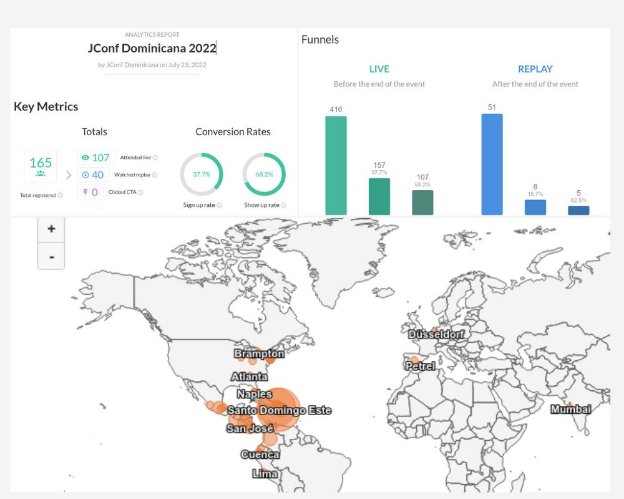 ANALYTICS REPORT
JConf Dominicana 2022
by JConf Dominicana on July 23, 2022
Key Metrics
Totals
165
Total registered
107 Attended live
40 Watched replay
0 Clicked CTA
Conversion Rates
37.7%
Sign up rate
68.2%
Show up rate
Funnels
LIVE
Before the end of the event
416
157
37.7%
107
68.2%
REPLAY
After the end of the event
51
8
15.7%
5
62.5%
+
-
Düsseldorf
Brampton
Petrel
Atlanta
Naples
Santo Domingo Este
Mumbai
San José
Cuenca
Lima